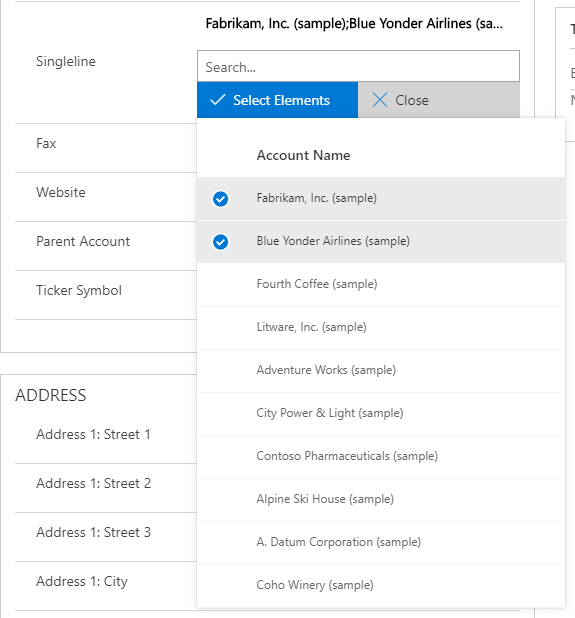 Fabrikam, Inc. (sample);Blue Yonder Airlines (sa...
Singleline
Search...
Select Elements
Close
Fax
Website
Parent Account
Ticker Symbol
Account Name
Fabrikam, Inc. (sample)
Blue Yonder Airlines (sample)
Fourth Coffee (sample)
Litware, Inc. (sample)
Adventure Works (sample)
City Power & Light (sample)
Contoso Pharmaceuticals (sample)
Alpine Ski House (sample)
A. Datum Corporation (sample)
Coho Winery (sample)
ADDRESS
Address 1: Street 1
Address 1: Street 2
Address 1: Street 3
Address 1: City